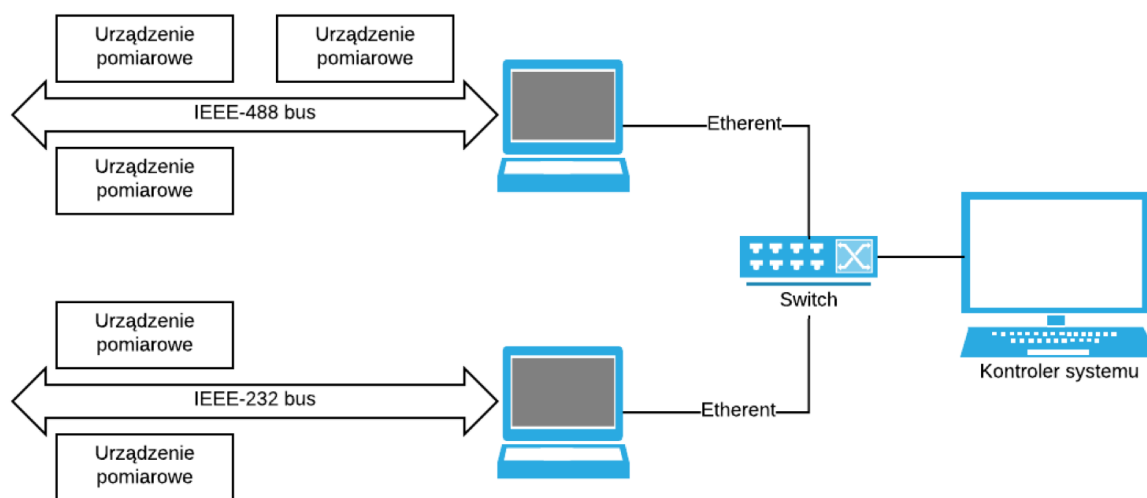 Urządzenie
pomiarowe
Urządzenie
pomiarowe
IEEE-488 bus
Urządzenie
pomiarowe
Etherent
Switch
Kontroler systemu
Urządzenie
pomiarowe
IEEE-232 bus
Urządzenie
pomiarowe
Etherent